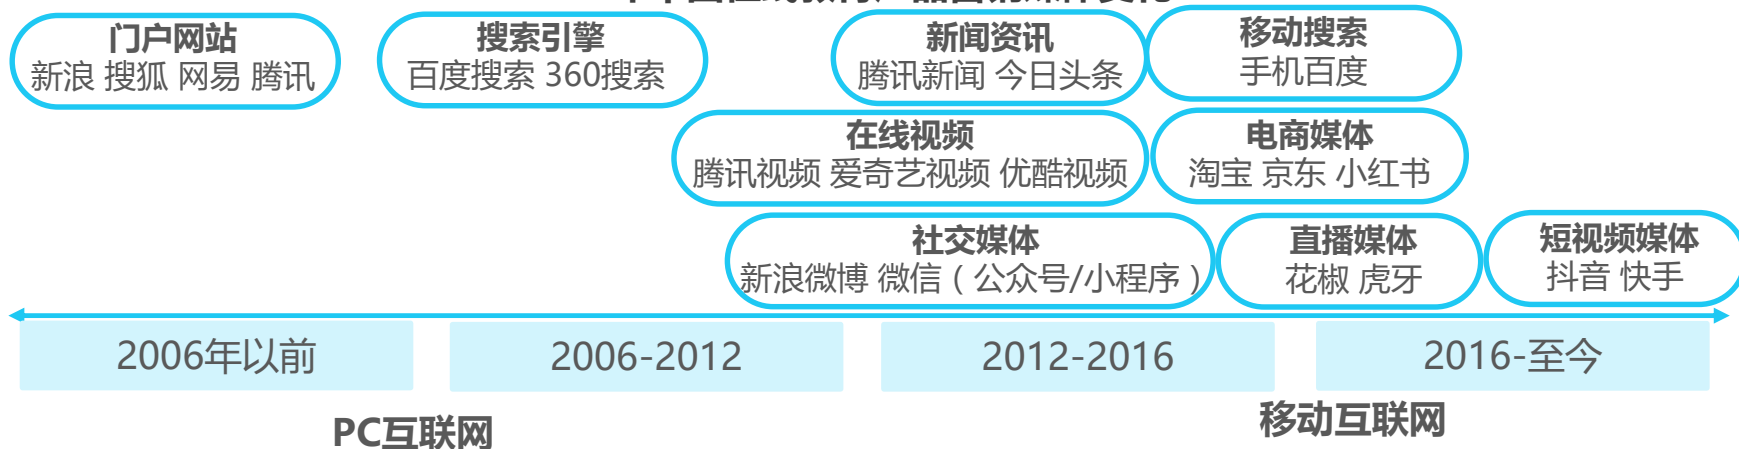 门户网站
新浪 搜狐 网易 腾讯
搜索引擎
百度搜索 360搜索
新闻资讯
腾讯新闻 今日头条
移动搜索
手机百度
在线视频
腾讯视频 爱奇艺视频 优酷视频
电商媒体
淘宝 京东 小红书
社交媒体
新浪微博 微信（公众号/小程序）
直播媒体
花椒 虎牙
短视频媒体
抖音 快手
2006年以前
2006-2012
2012-2016
2016-至今
PC互联网
移动互联网